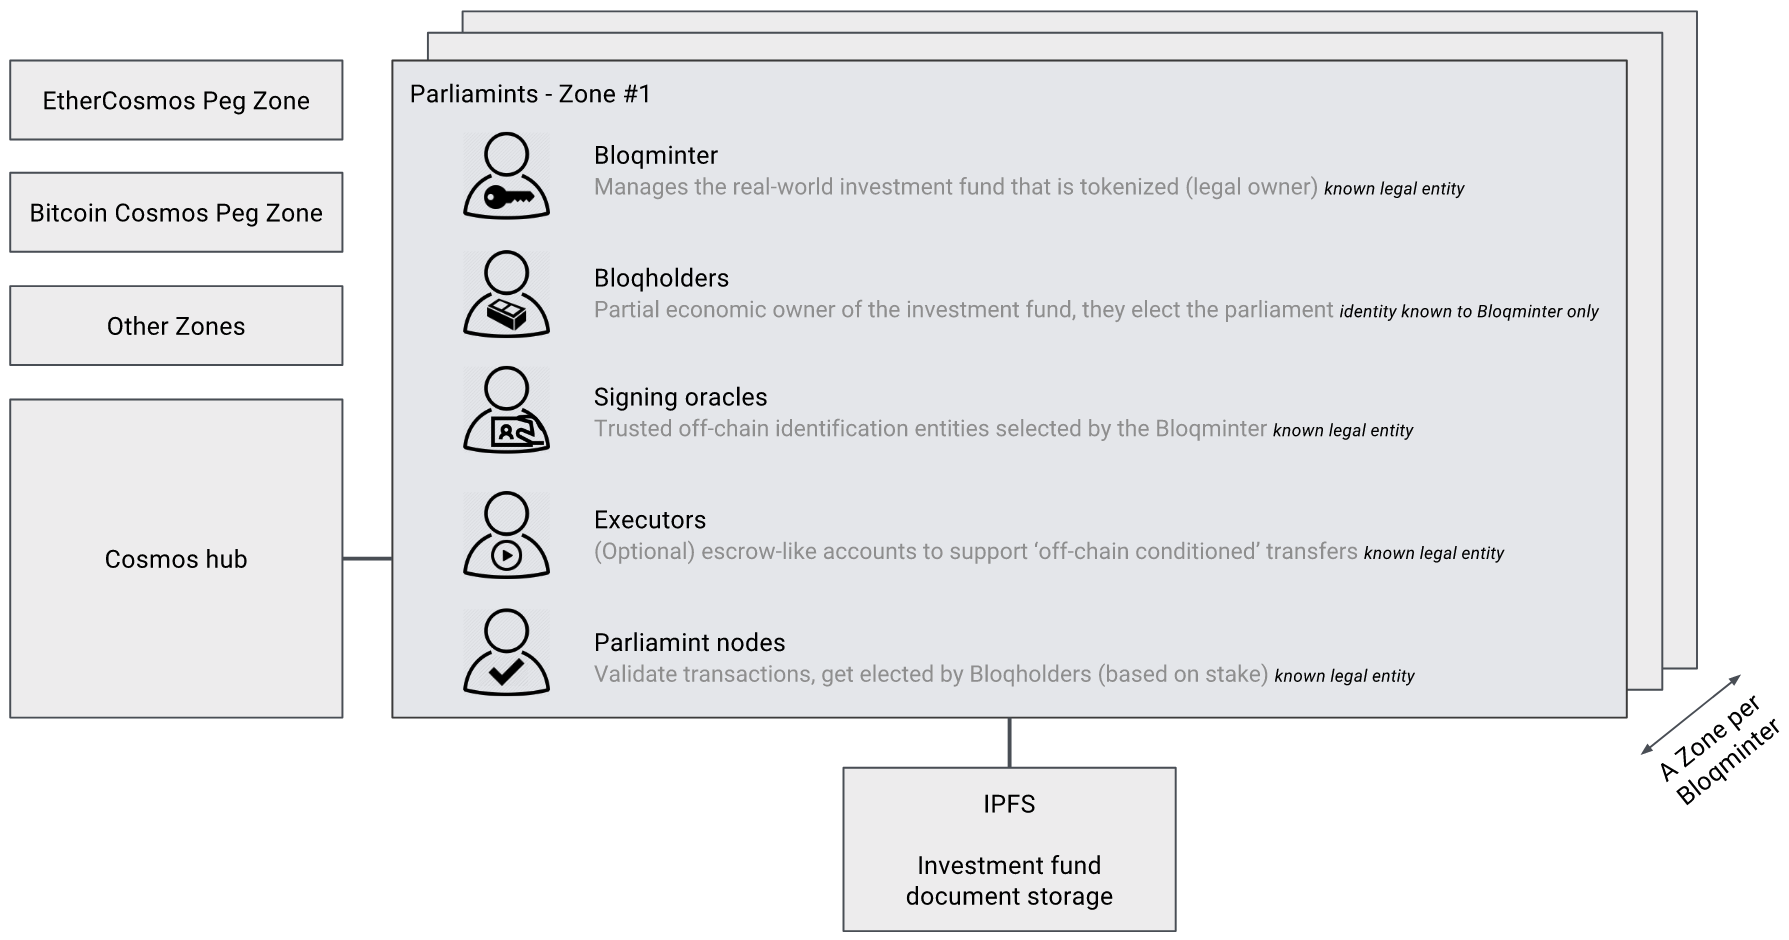 EtherCosmos Peg Zone
Bitcoin Cosmos Peg Zone
Other Zones
Cosmos hub
Parliamints - Zone #1
Bloqminter
Manages the real-world investment fund that is tokenized (legal owner) known legal entity
Bloqholders
Partial economic owner of the investment fund, they elect the parliament identity known to Bloqminter only
Signing oracles
Trusted off-chain identification entities selected by the Bloqminter known legal entity
Executors
(Optional) escrow-like accounts to support ‘off-chain conditioned’ transfers known legal entity
Parliamint nodes
Validate transactions, get elected by Bloqholders (based on stake) known legal entity
A Zone per
Bloqminter
IPFS
Investment fund
document storage